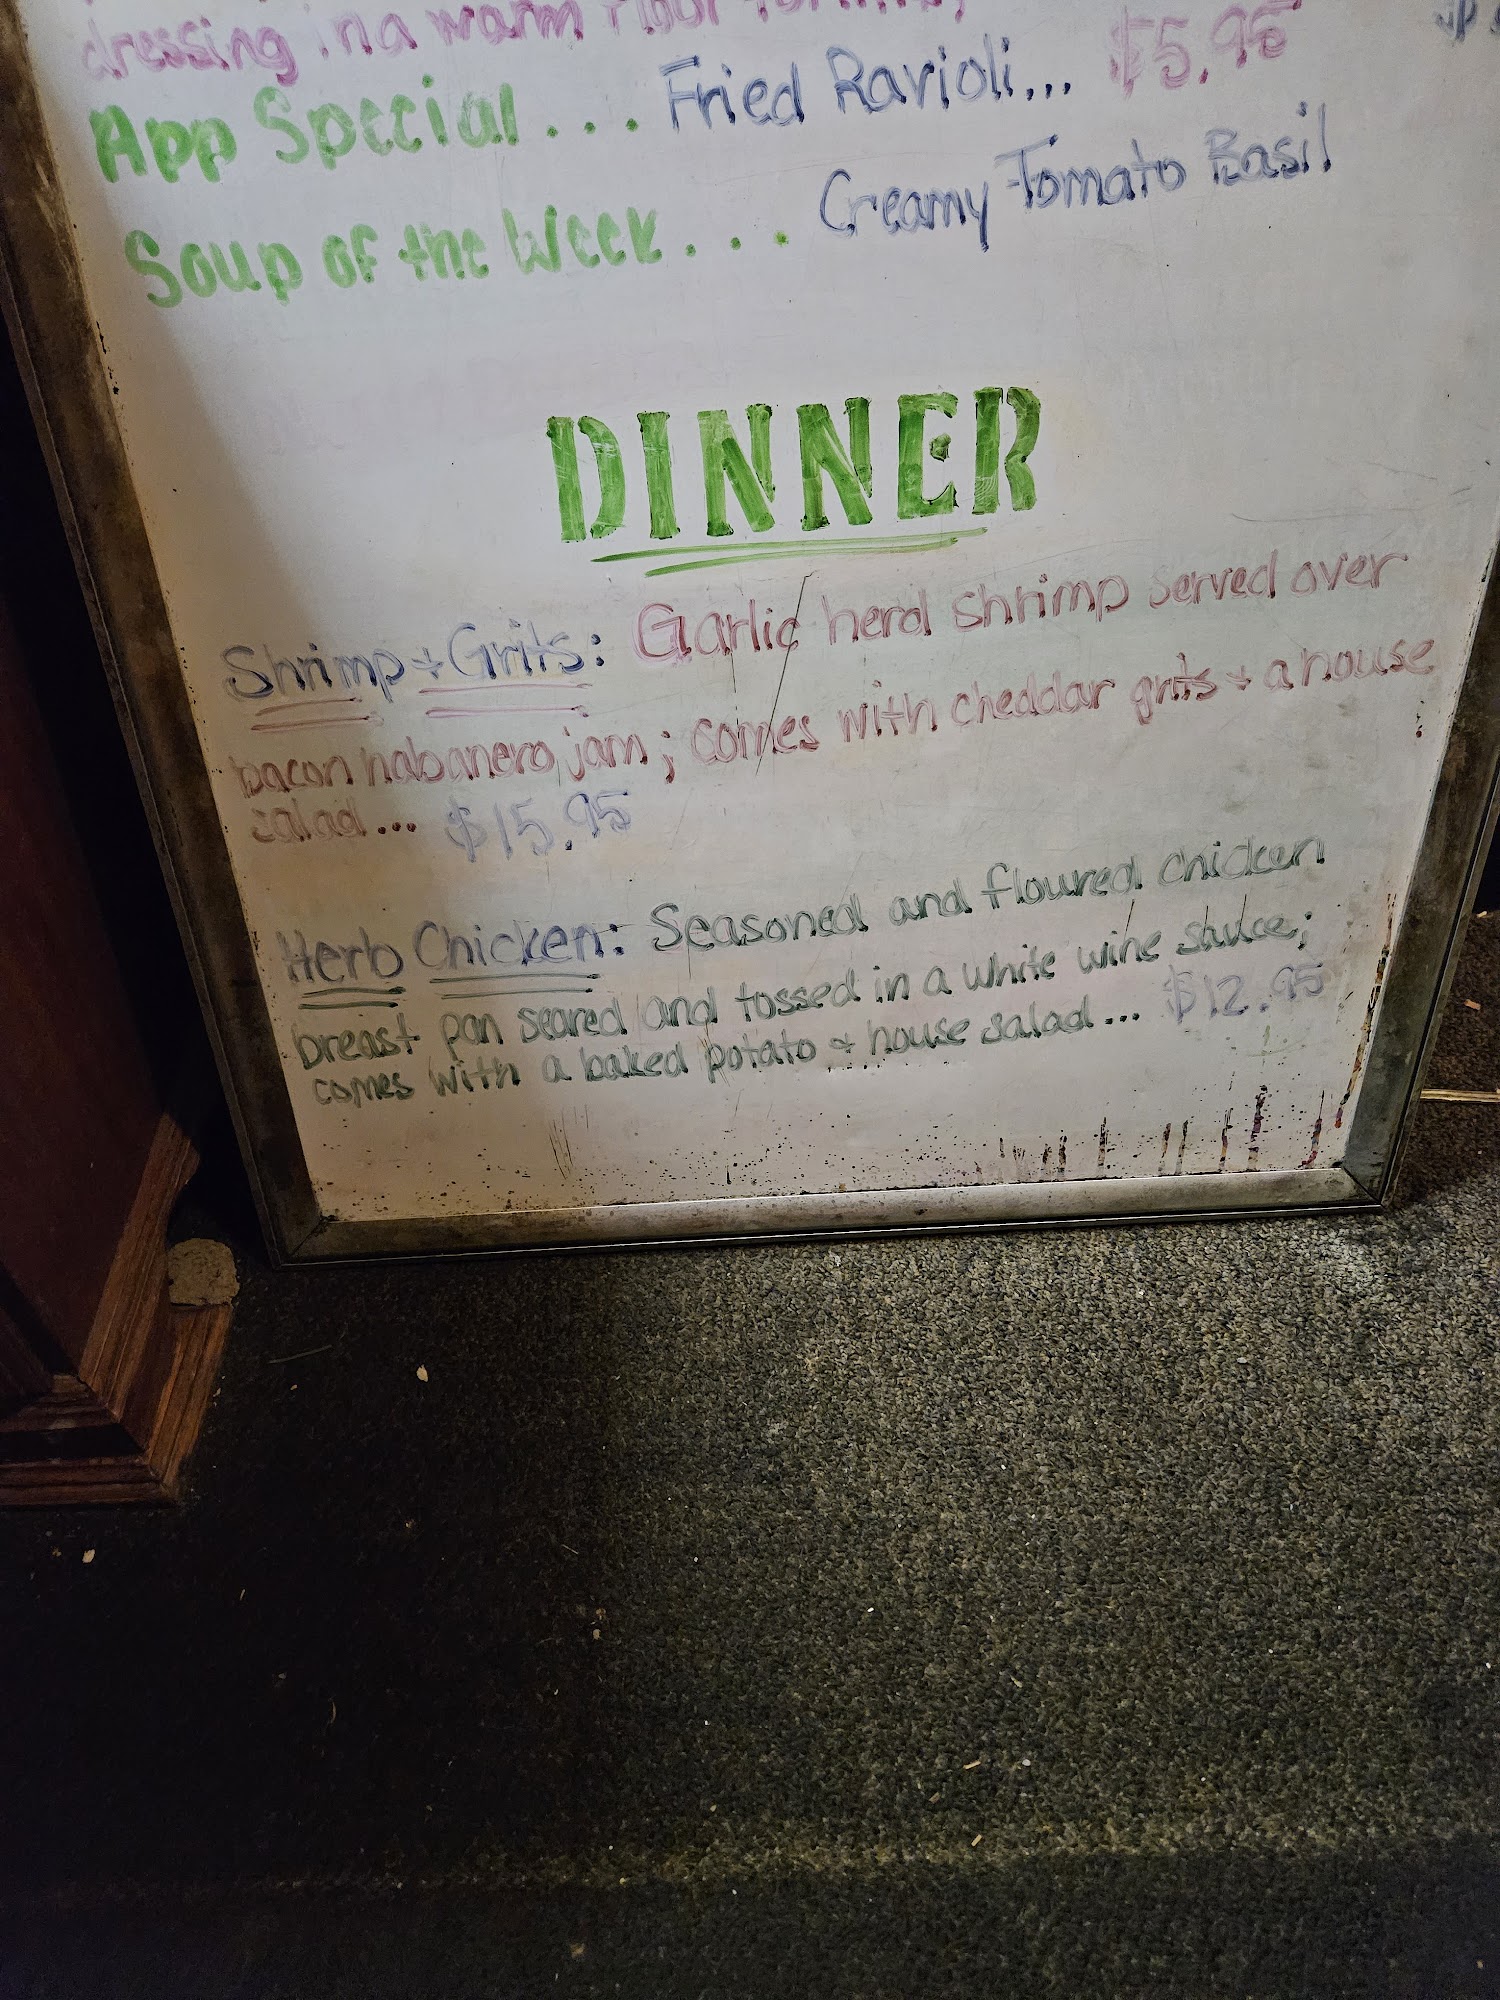 dressing in a warm flour tortilla;
App Special... Fried Ravioli... $5.95
Soup of the Week.... Creamy Tomato Basil
DINNER
Shrimp + Grits: Garlic herd shrimp served over
bacon habanero jam; comes with cheddar grits + a house
salad... $15.95
Herb Chicken: Seasoned and floured chicken
breast pan seared and tossed in a white wine sauce;
comes with a baked potato + house salad... $12.95